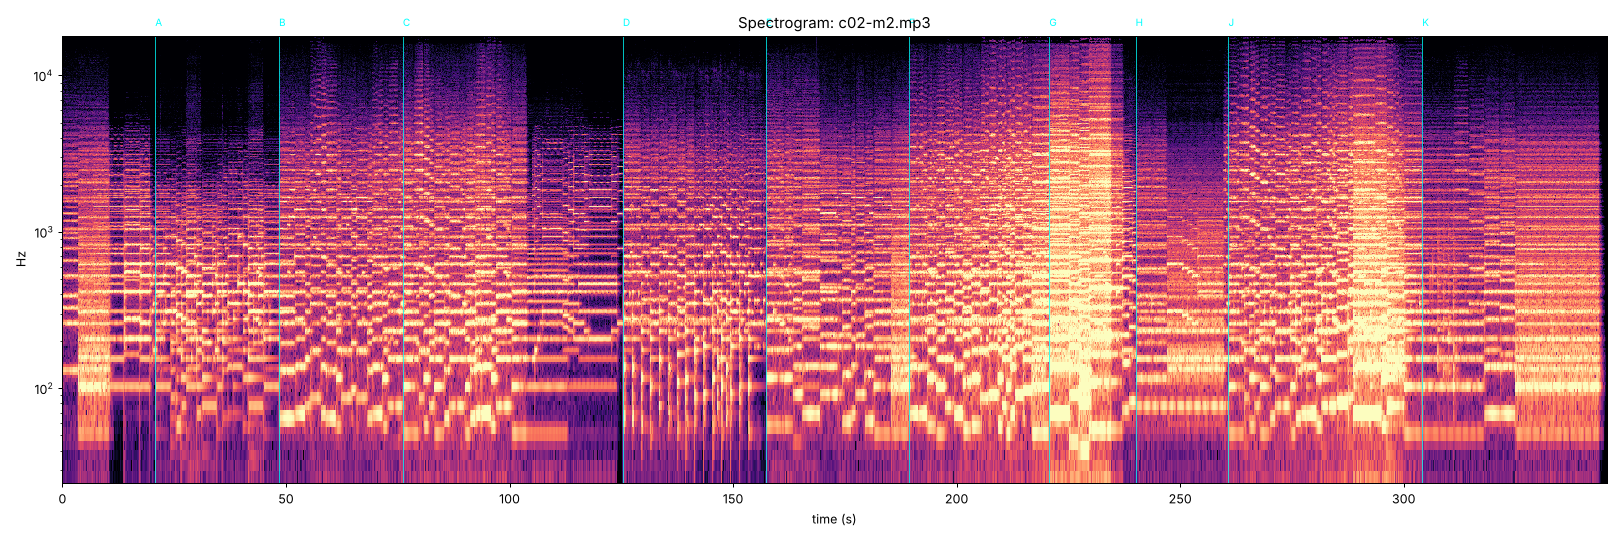 Spectrogram: c02-m2.mp3
A B C D G H J K
10⁴
10³
10²
Hz
0 50 100 150 200 250 300
time (s)